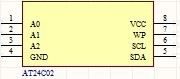 1 A0 VCC 8
2 A1 WP 7
3 A2 SCL 6
4 GND SDA 5
AT24C02